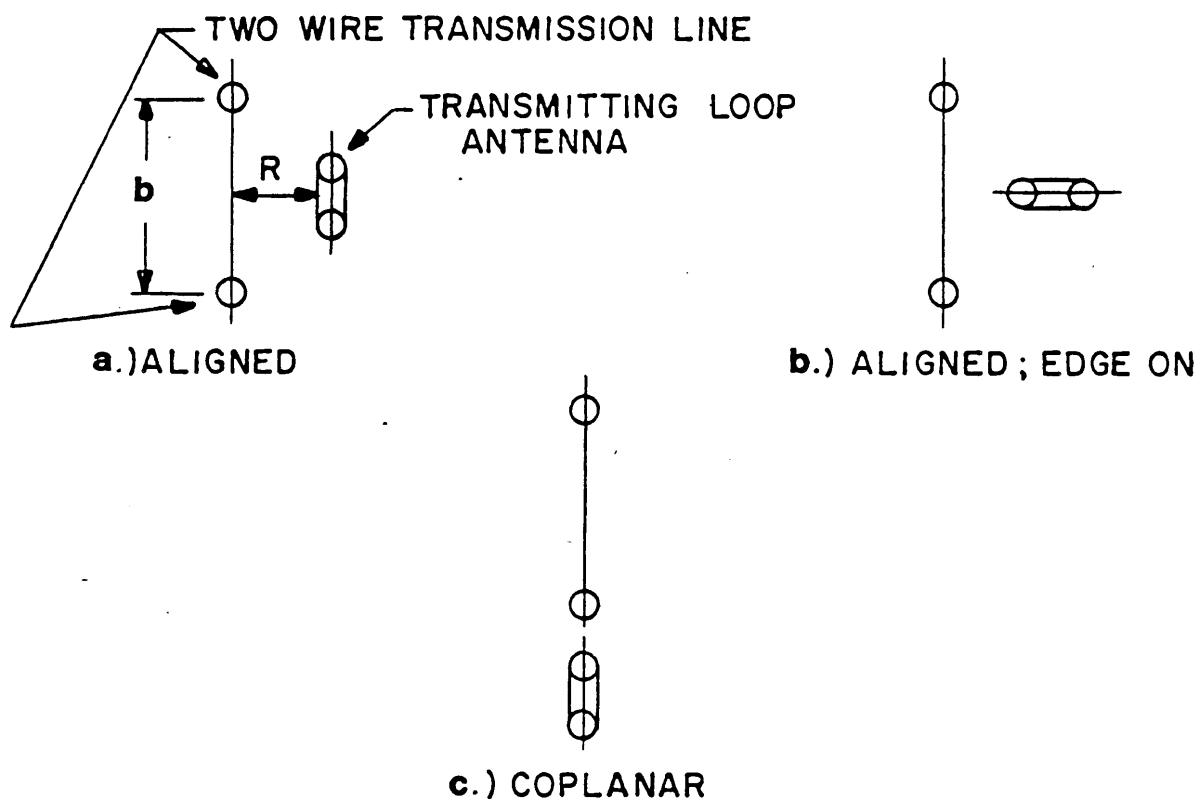 TWO WIRE TRANSMISSION LINE
TRANSMITTING LOOP
ANTENNA
R
b
a.) ALIGNED
b.) ALIGNED ; EDGE ON
c.) COPLANAR